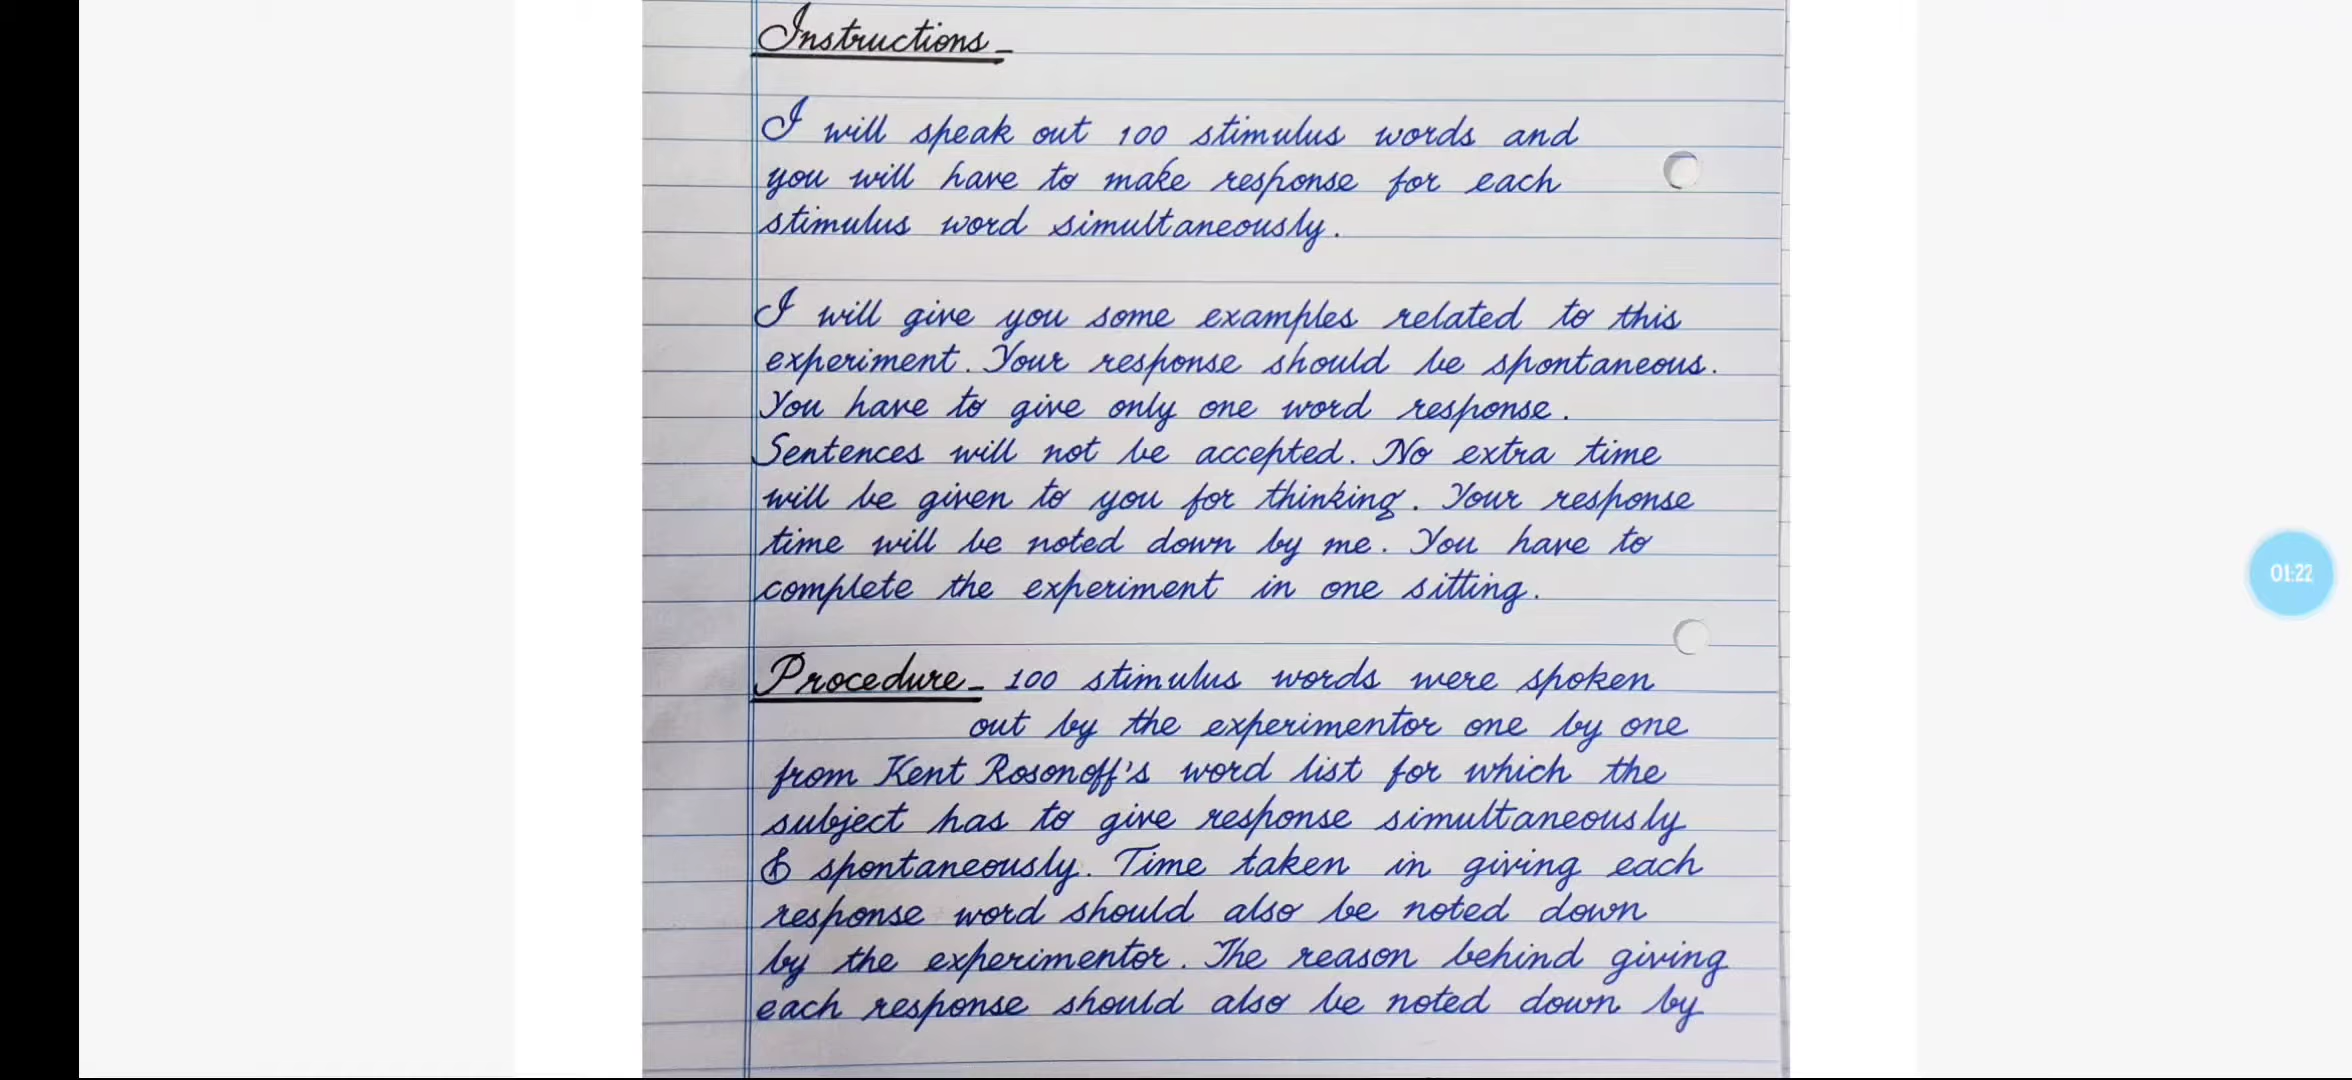 Instructions -
I will speak out 100 stimulus words and
you will have to make response for each
stimulus word simultaneously.
I will give you some examples related to this
experiment. Your response should be spontaneous.
You have to give only one word response.
Sentences will not be accepted. No extra time
will be given to you for thinking. Your response
time will be noted down by me. You have to
complete the experiment in one sitting.
Procedure - 100 stimulus words were spoken
out by the experimentor one by one
from Kent Rosonoff's word list for which the
subject has to give response simultaneously
& spontaneously. Time taken in giving each
response word should also be noted down
by the experimentor. The reason behind giving
each response should also be noted down by
01:22